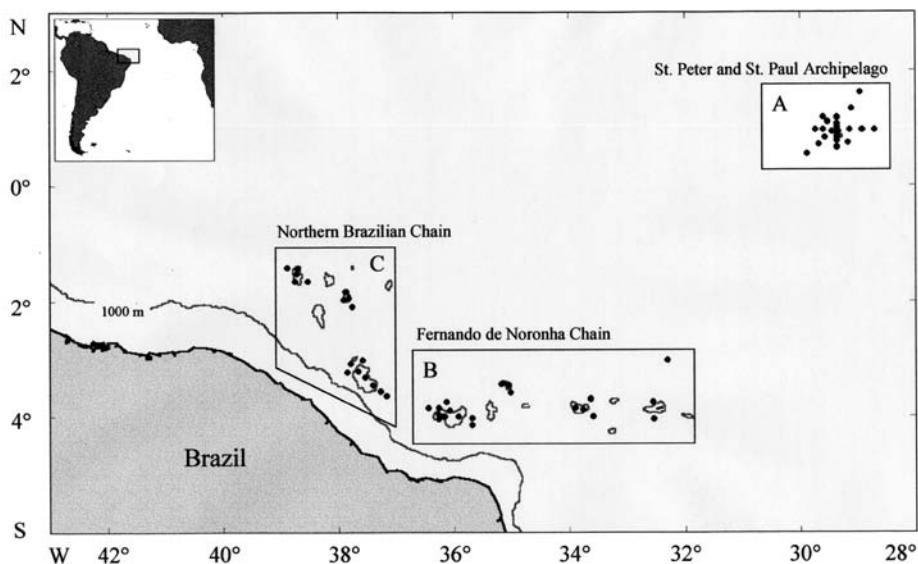 N
2°
0°
2°
4°
S
St. Peter and St. Paul Archipelago
A
Northern Brazilian Chain
C
1000 m
Fernando de Noronha Chain
B
Brazil
W 42° 40° 38° 36° 34° 32° 30° 28°